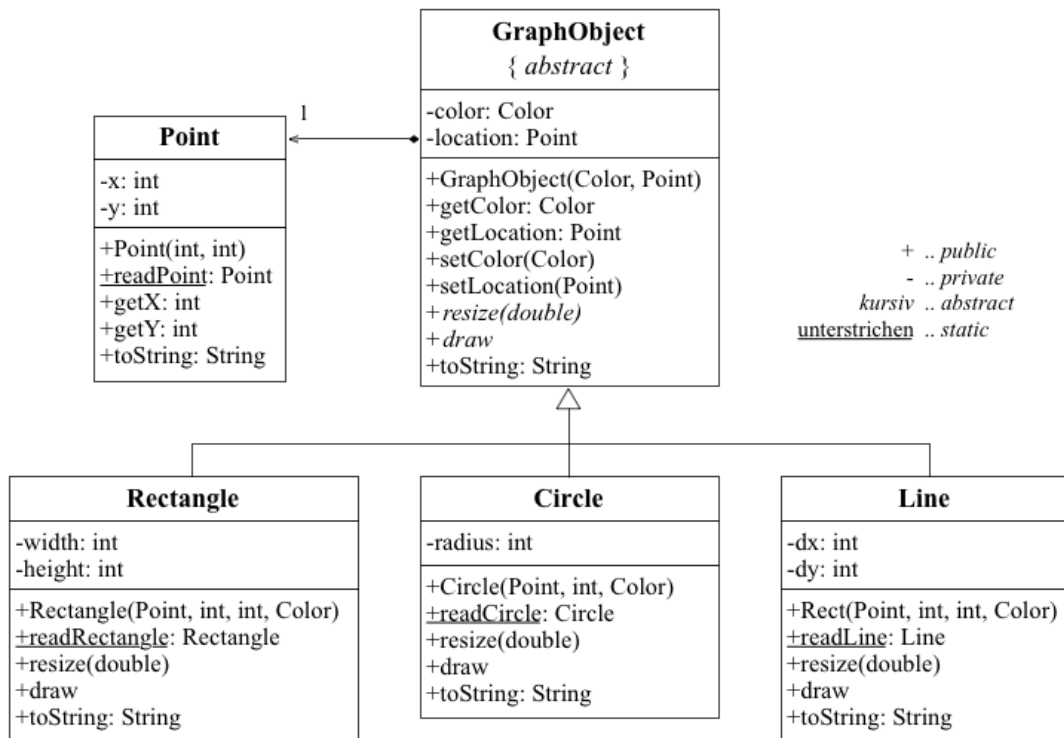 GraphObject
{ abstract }
-color: Color
-location: Point
+GraphObject(Color, Point)
+getColor: Color
+getLocation: Point
+setColor(Color)
+setLocation(Point)
+resize(double)
+draw
+toString: String
1
Point
-x: int
-y: int
+Point(int, int)
+readPoint: Point
+getX: int
+getY: int
+toString: String
+ .. public
- .. private
kursiv .. abstract
unterstrichen .. static
Rectangle
-width: int
-height: int
+Rectangle(Point, int, int, Color)
+readRectangle: Rectangle
+resize(double)
+draw
+toString: String
Circle
-radius: int
+Circle(Point, int, Color)
+readCircle: Circle
+resize(double)
+draw
+toString: String
Line
-dx: int
-dy: int
+Rect(Point, int, int, Color)
+readLine: Line
+resize(double)
+draw
+toString: String